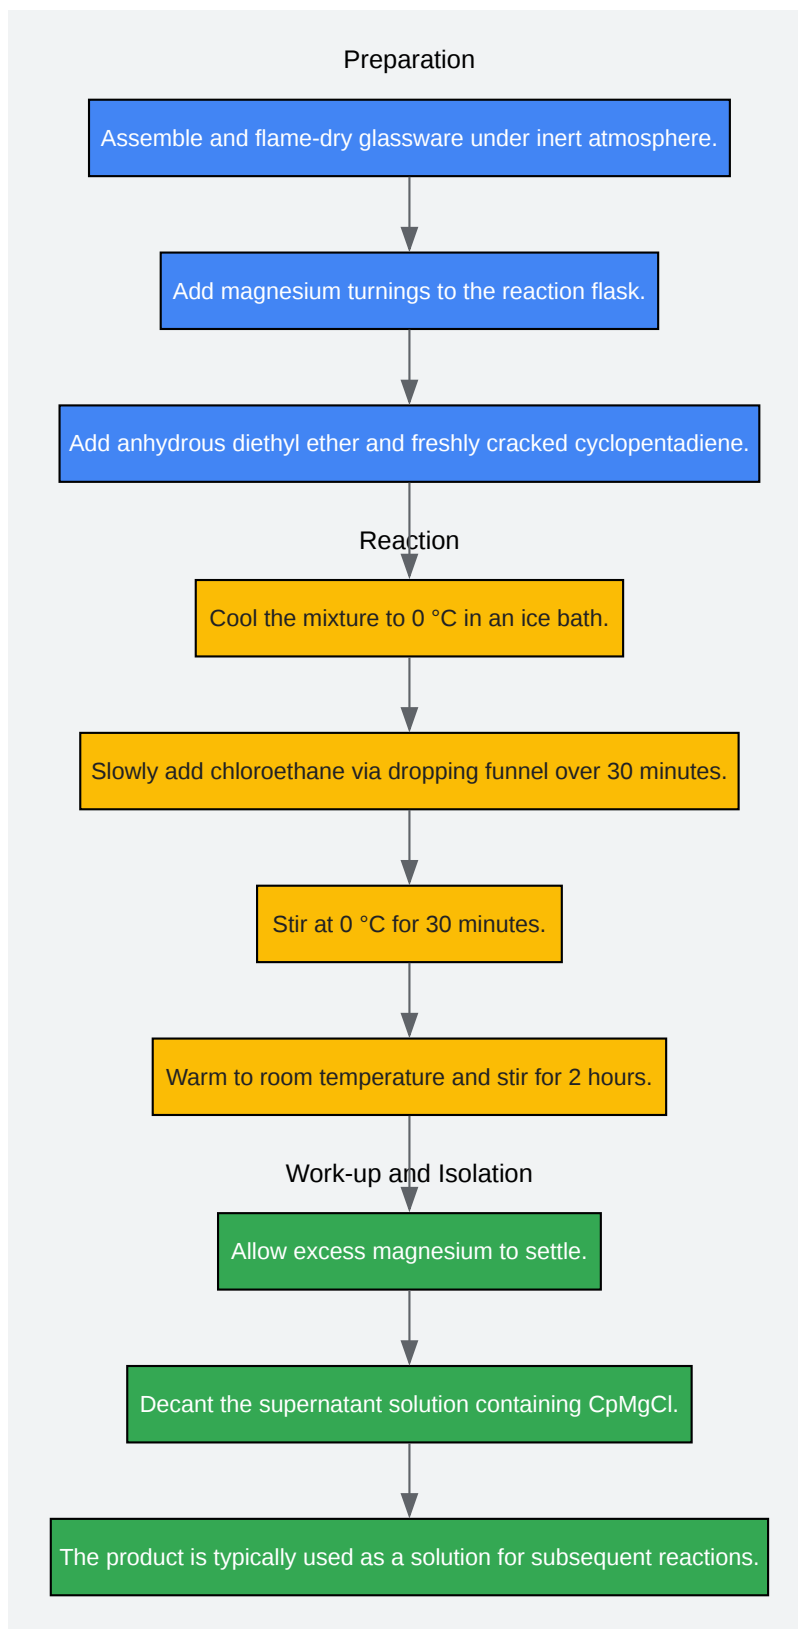 Preparation
Assemble and flame-dry glassware under inert atmosphere.
Add magnesium turnings to the reaction flask.
Add anhydrous diethyl ether and freshly cracked cyclopentadiene.
Reaction
Cool the mixture to 0 °C in an ice bath.
Slowly add chloroethane via dropping funnel over 30 minutes.
Stir at 0 °C for 30 minutes.
Warm to room temperature and stir for 2 hours.
Work-up and Isolation
Allow excess magnesium to settle.
Decant the supernatant solution containing CpMgCl.
The product is typically used as a solution for subsequent reactions.